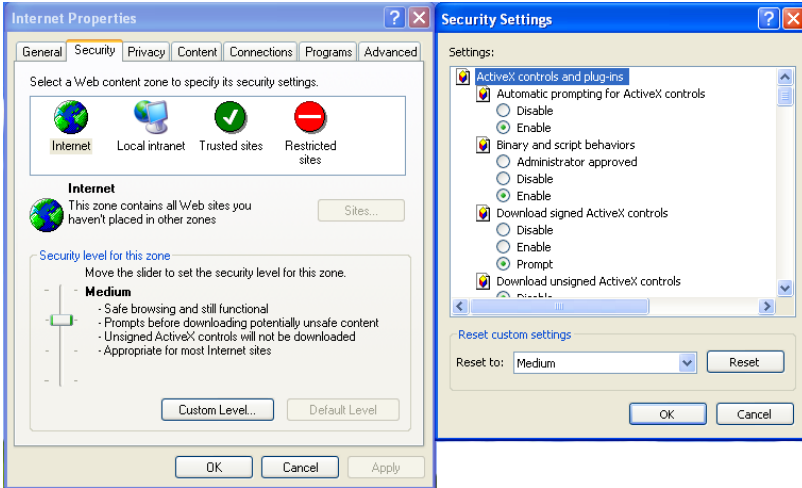 Internet Properties
General Security Privacy Content Connections Programs Advanced
Select a Web content zone to specify its security settings.
Internet Local intranet Trusted sites Restricted sites
Internet
This zone contains all Web sites you
haven't placed in other zones
Sites...
Security level for this zone
Move the slider to set the security level for this zone.
Medium
- Safe browsing and still functional
- Prompts before downloading potentially unsafe content
- Unsigned ActiveX controls will not be downloaded
- Appropriate for most Internet sites
Custom Level... Default Level
OK Cancel Apply
Security Settings
Settings:
ActiveX controls and plug-ins
Automatic prompting for ActiveX controls
Disable
Enable
Binary and script behaviors
Administrator approved
Disable
Enable
Download signed ActiveX controls
Disable
Enable
Prompt
Download unsigned ActiveX controls
Disable
Reset custom settings
Reset to: Medium Reset
OK Cancel